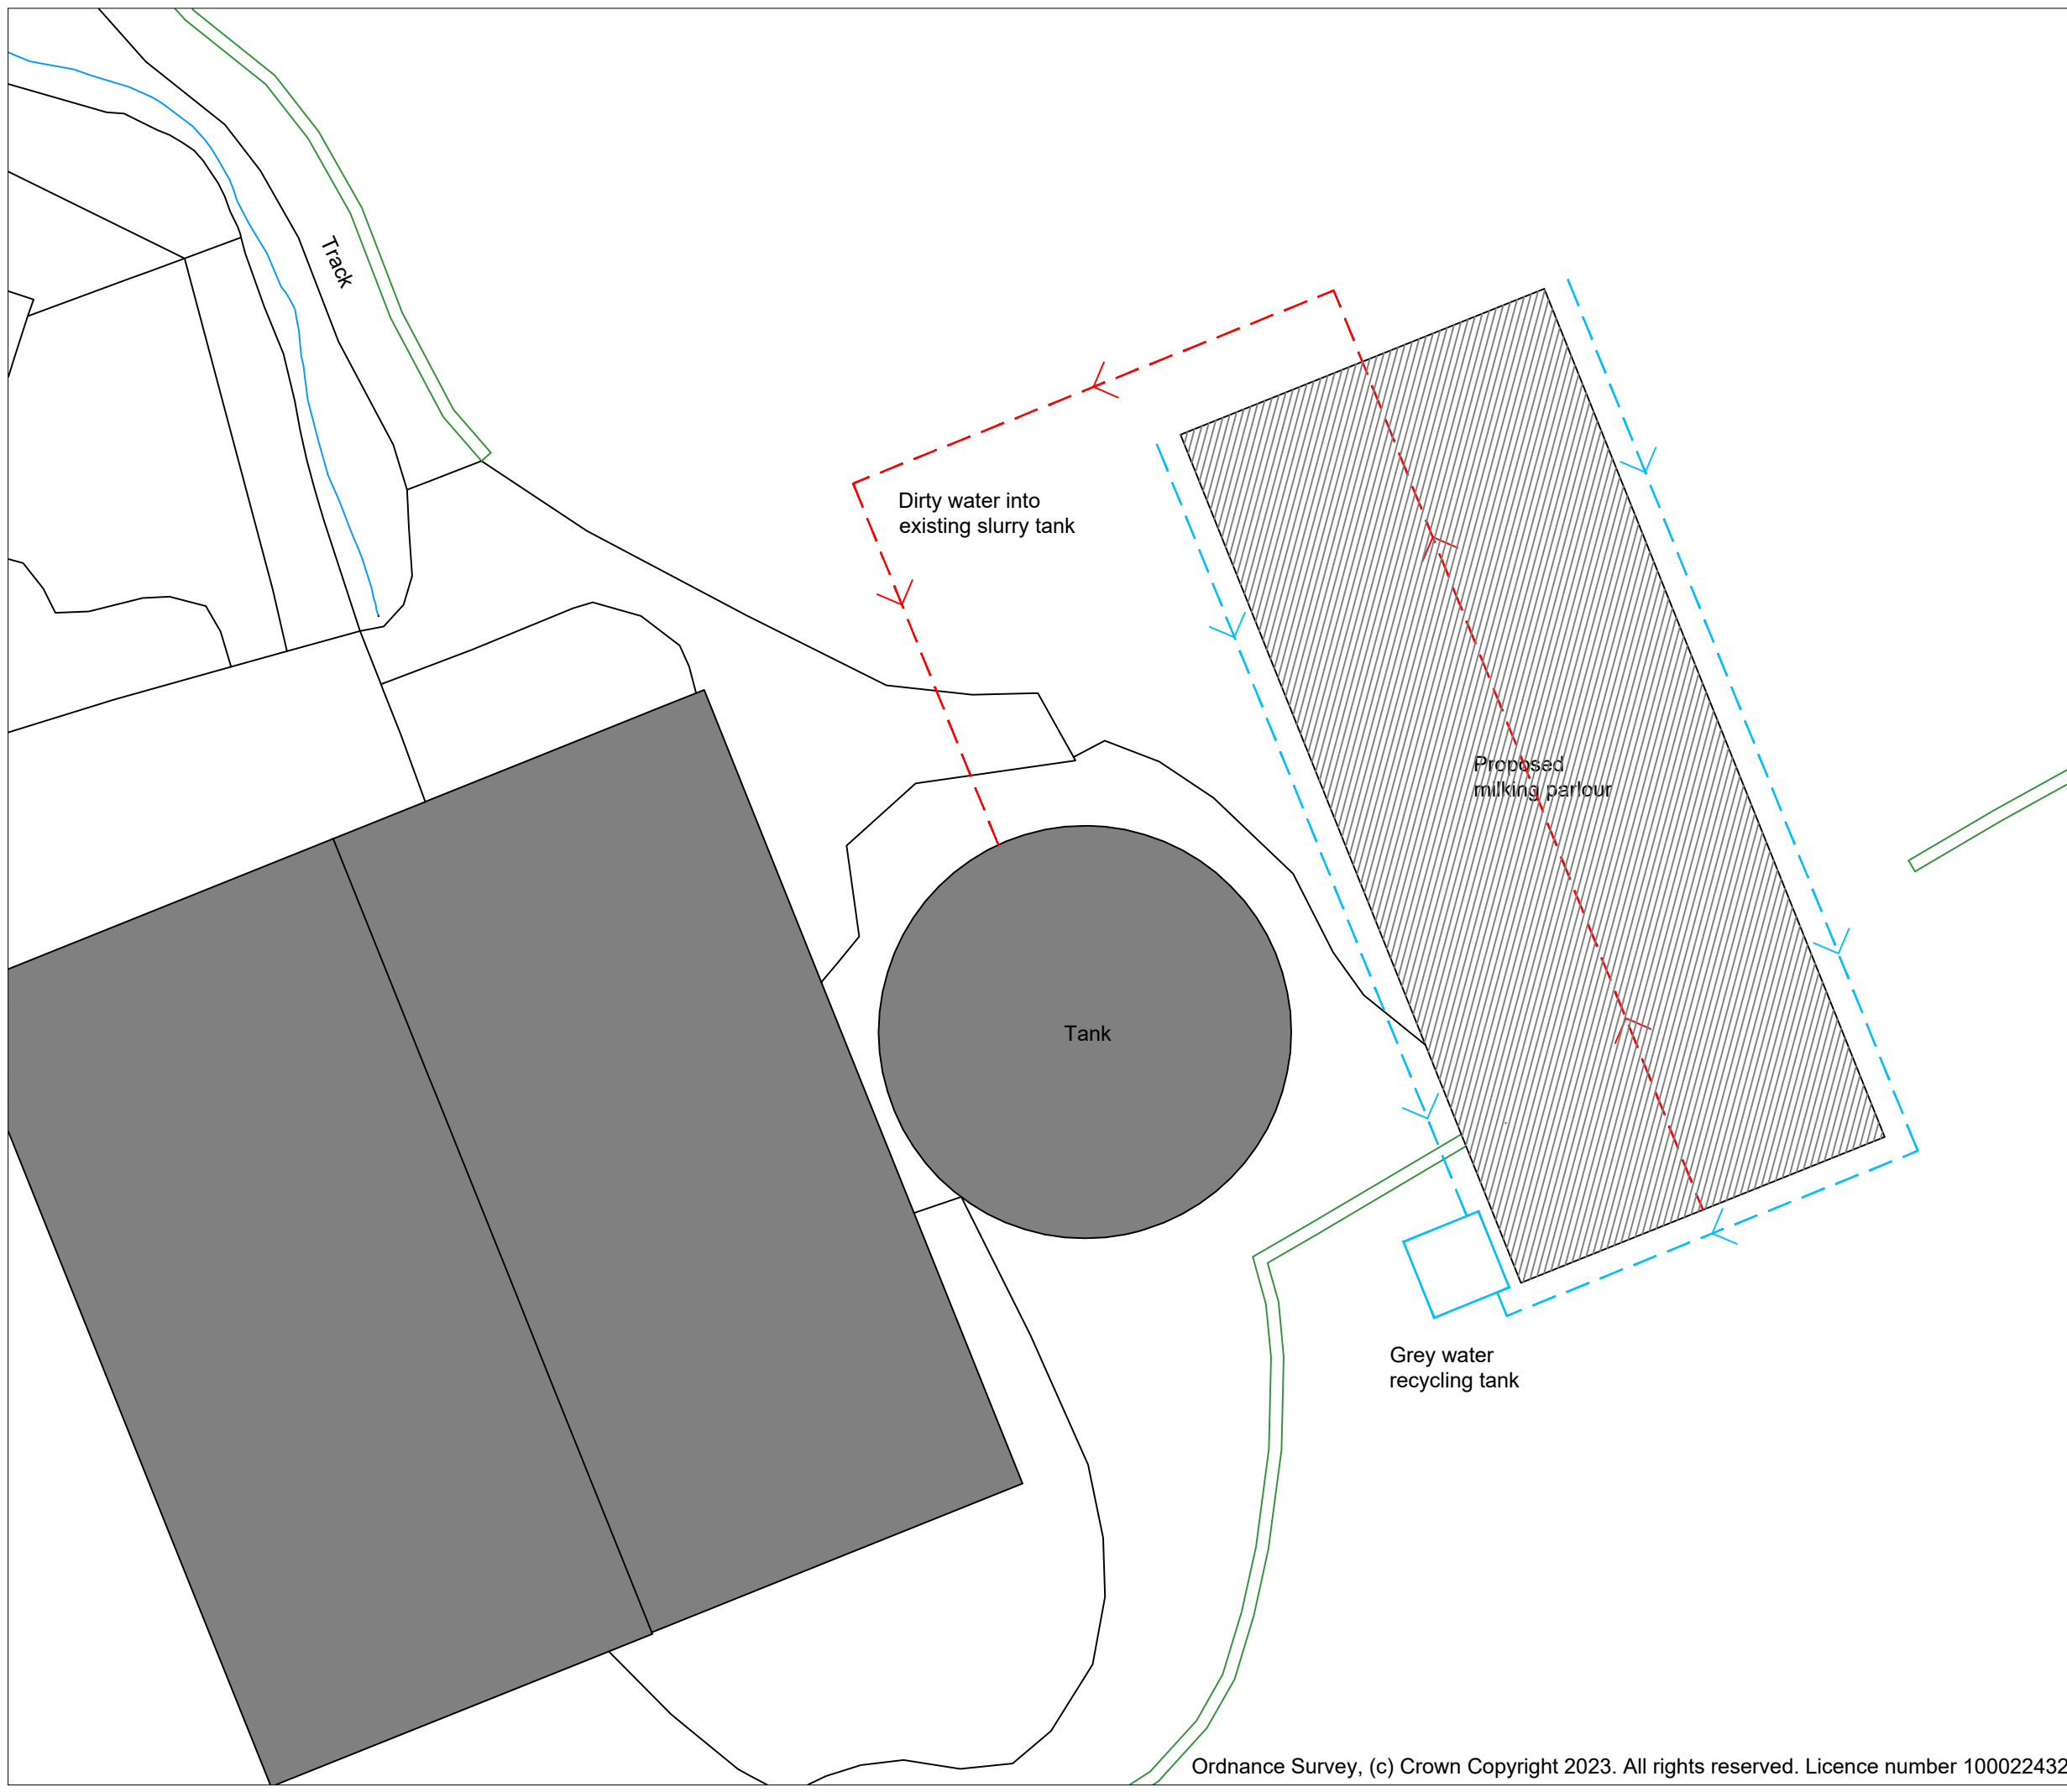 Track
Dirty water into
existing slurry tank
Proposed
milking parlour
Tank
Grey water
recycling tank
Ordnance Survey, (c) Crown Copyright 2023. All rights reserved. Licence number 100022432